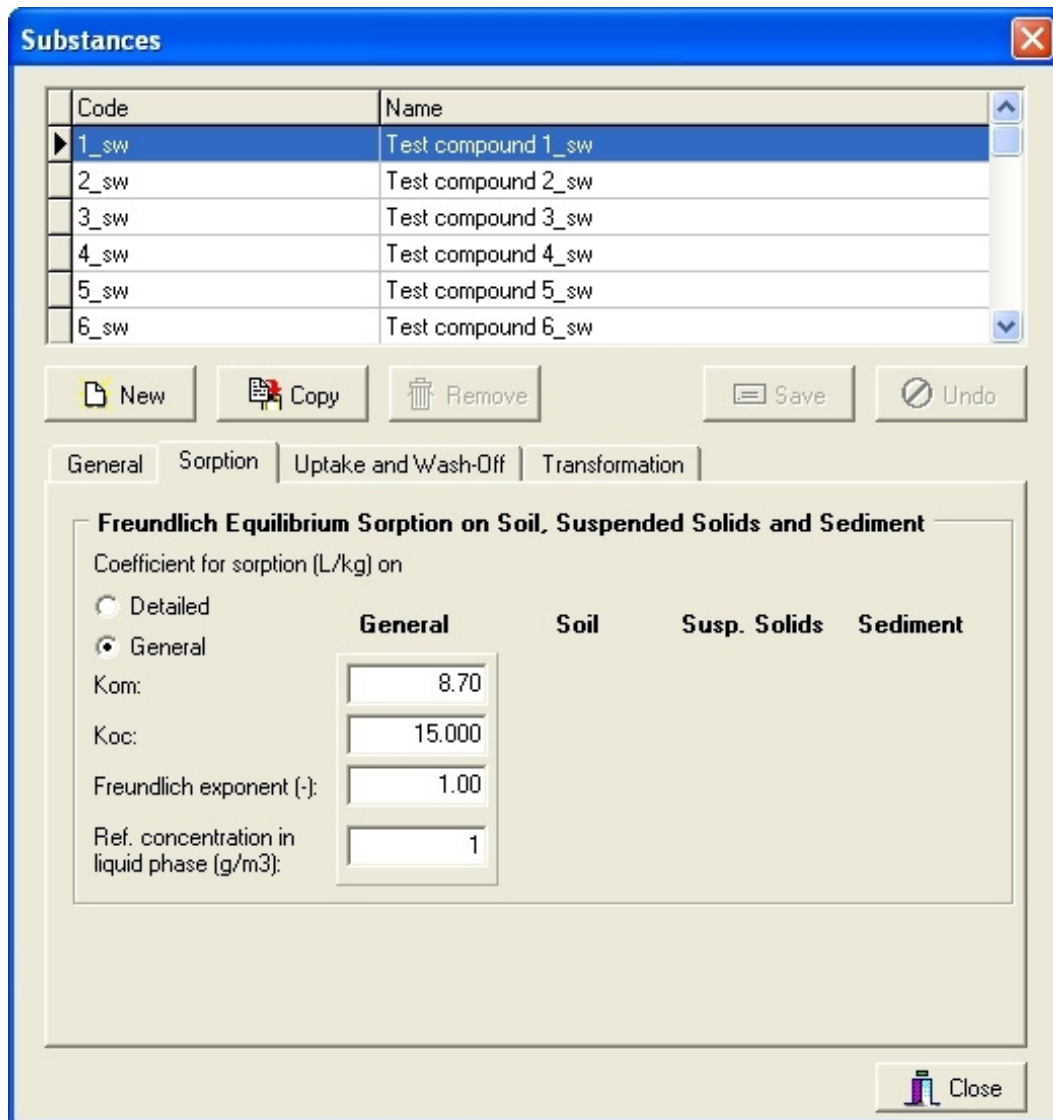 Substances
Code Name
1_sw Test compound 1_sw
2_sw Test compound 2_sw
3_sw Test compound 3_sw
4_sw Test compound 4_sw
5_sw Test compound 5_sw
6_sw Test compound 6_sw
New Copy Remove Save Undo
General Sorption Uptake and Wash-Off Transformation
Freundlich Equilibrium Sorption on Soil, Suspended Solids and Sediment
Coefficient for sorption (L/kg) on
Detailed
General Soil Susp. Solids Sediment
General
Kom: 8.70
Koc: 15.000
Freundlich exponent (-): 1.00
Ref. concentration in
liquid phase (g/m3): 1
Close